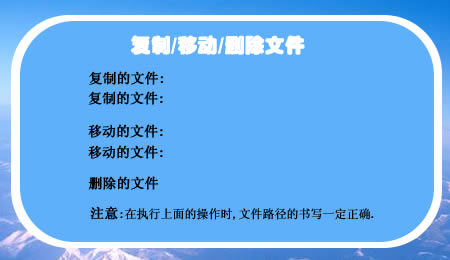 复制/移动/删除文件
复制的文件:
复制的文件:
移动的文件:
移动的文件:
删除的文件
注意:在执行上面的操作时,文件路径的书写一定正确.